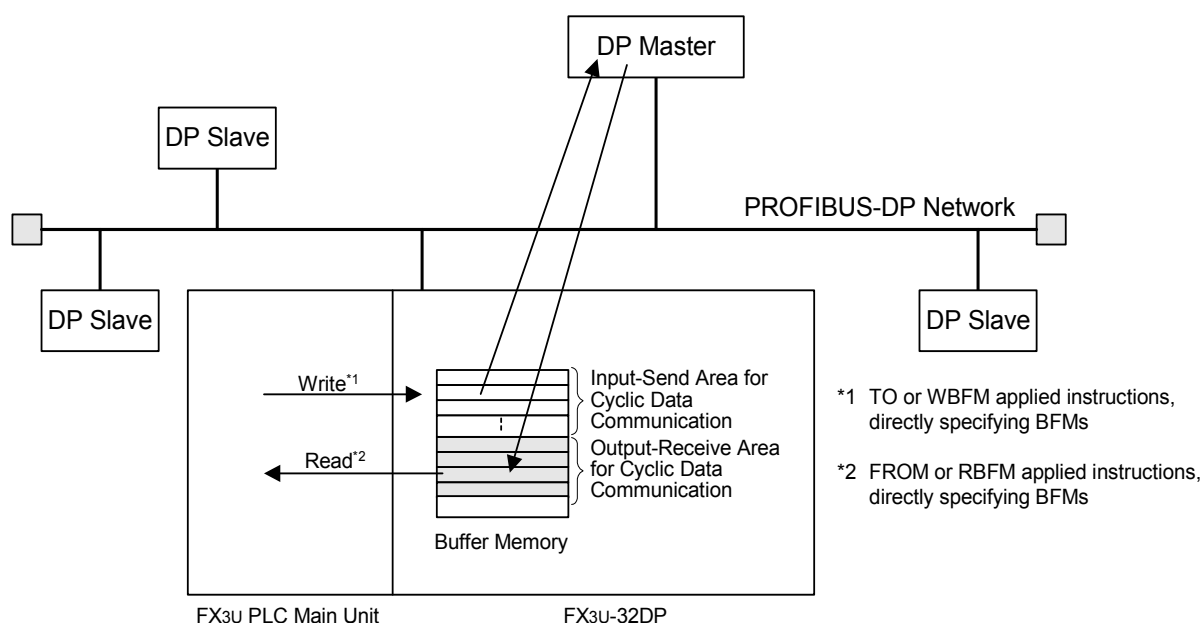 DP Master
DP Slave
PROFIBUS-DP Network
DP Slave
DP Slave
Write*1
Read*2
Input-Send Area for
Cyclic Data
Communication
Output-Receive Area
for Cyclic Data
Communication
Buffer Memory
*1 TO or WBFM applied instructions,
directly specifying BFMs
*2 FROM or RBFM applied instructions,
directly specifying BFMs
FX3U PLC Main Unit
FX3U-32DP